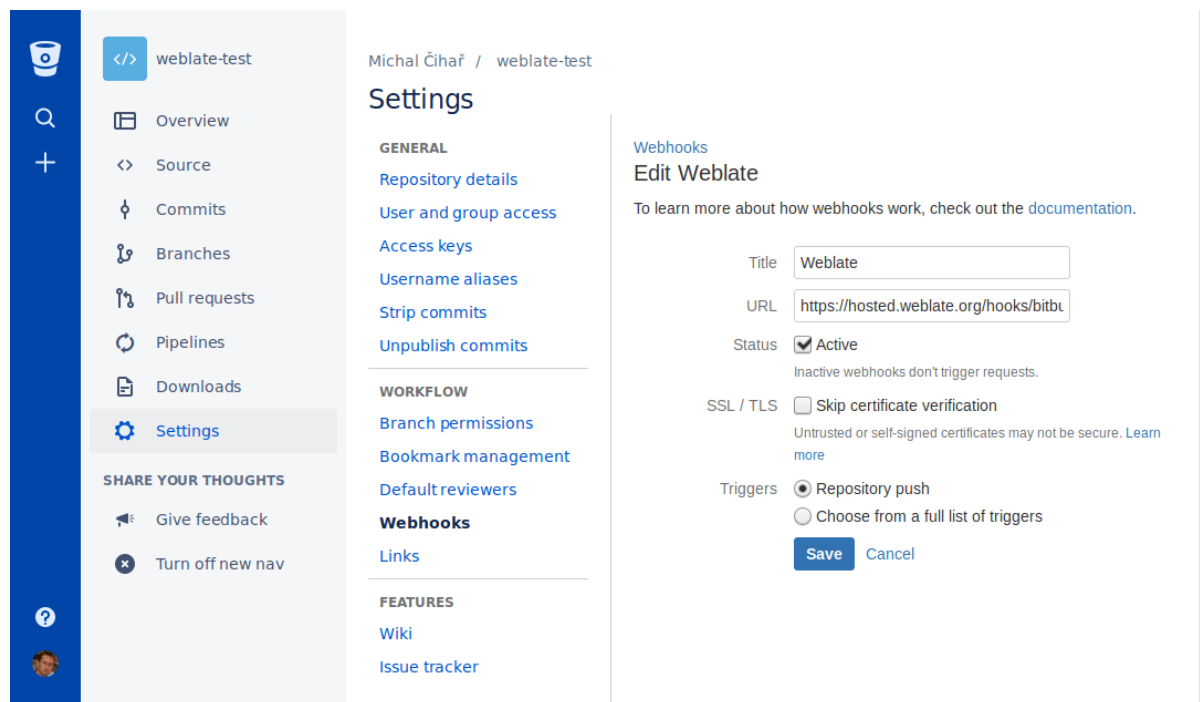 weblate-test
Overview
Source
Commits
Branches
Pull requests
Pipelines
Downloads
Settings
SHARE YOUR THOUGHTS
Give feedback
Turn off new nav
Michal Čihař / weblate-test
Settings
GENERAL
Repository details
User and group access
Access keys
Username aliases
Strip commits
Unpublish commits
WORKFLOW
Branch permissions
Bookmark management
Default reviewers
Webhooks
Links
FEATURES
Wiki
Issue tracker
Webhooks
Edit Weblate
To learn more about how webhooks work, check out the documentation.
Title Weblate
URL https://hosted.weblate.org/hooks/bitbu
Status Active
Inactive webhooks don't trigger requests.
SSL / TLS Skip certificate verification
Untrusted or self-signed certificates may not be secure. Learn
more
Triggers Repository push
Choose from a full list of triggers
Save Cancel